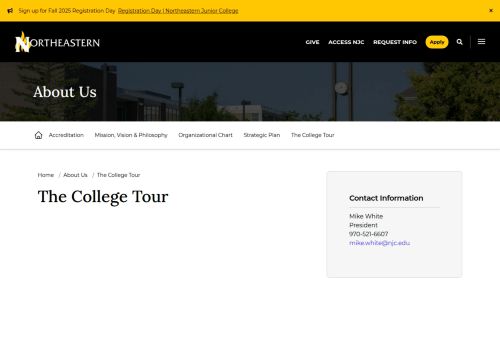 Sign up for Fall 2025 Registration Day Registration Day | Northeastern Junior College ×
NORTHEASTERN GIVE ACCESS NJC REQUEST INFO Apply
About Us
Accreditation Mission, Vision & Philosophy Organizational Chart Strategic Plan The College Tour
Home / About Us / The College Tour
The College Tour
Contact Information
Mike White
President
970-521-6607
mike.white@njc.edu